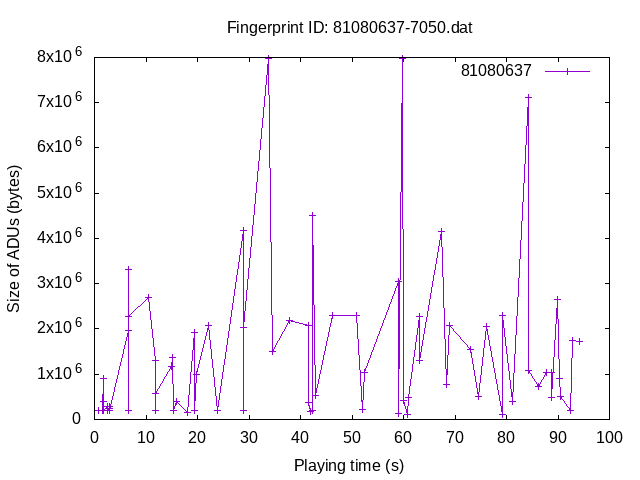 Fingerprint ID: 81080637-7050.dat
81080637
8x10^6
7x10^6
6x10^6
5x10^6
4x10^6
3x10^6
2x10^6
1x10^6
0
Size of ADUs (bytes)
0 10 20 30 40 50 60 70 80 90 100
Playing time (s)